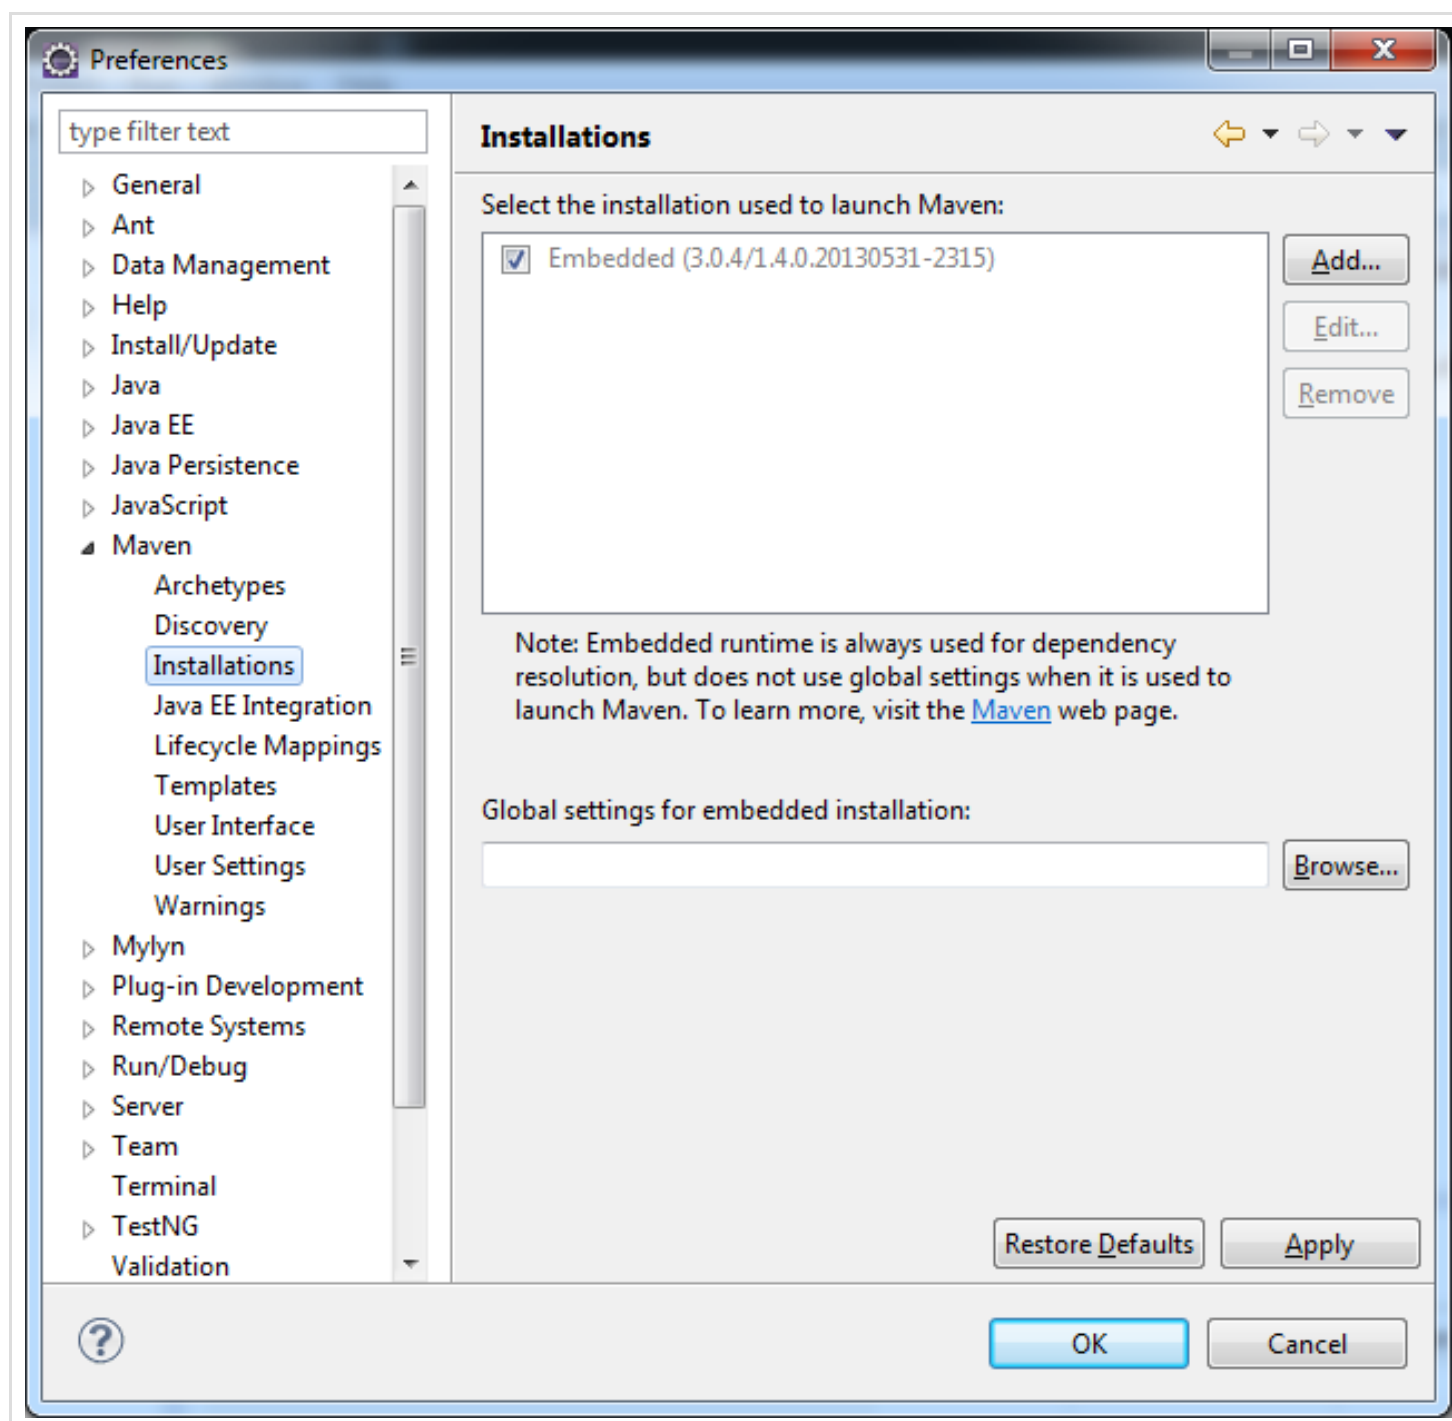 Preferences
type filter text
General
Ant
Data Management
Help
Install/Update
Java
Java EE
Java Persistence
JavaScript
Maven
Archetypes
Discovery
Installations
Java EE Integration
Lifecycle Mappings
Templates
User Interface
User Settings
Warnings
Mylyn
Plug-in Development
Remote Systems
Run/Debug
Server
Team
Terminal
TestNG
Validation
Installations
Select the installation used to launch Maven:
Embedded (3.0.4/1.4.0.20130531-2315)
Add...
Edit...
Remove
Note: Embedded runtime is always used for dependency
resolution, but does not use global settings when it is used to
launch Maven. To learn more, visit the Maven web page.
Global settings for embedded installation:
Browse...
Restore Defaults
Apply
OK
Cancel